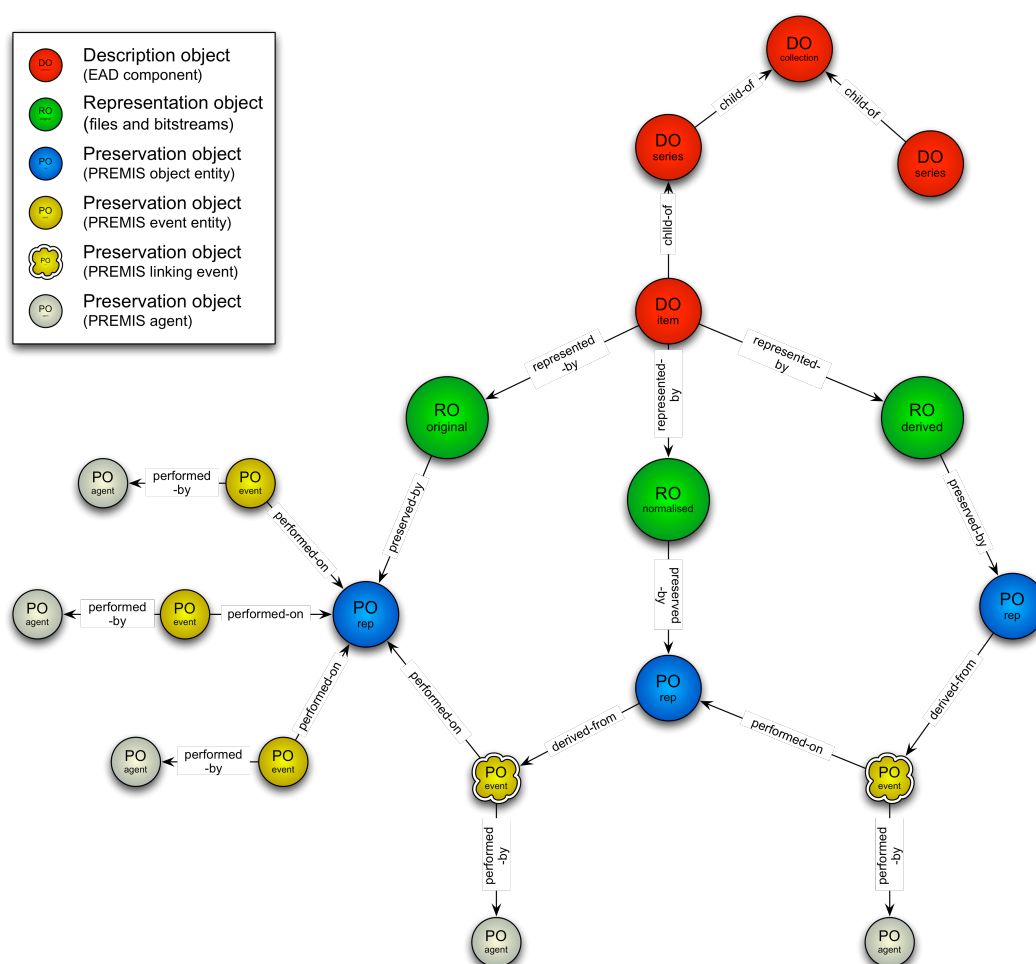 DO
Description object
(EAD component)
RO
Representation object
(files and bitstreams)
PO
Preservation object
(PREMIS object entity)
PO
Preservation object
(PREMIS event entity)
PO
Preservation object
(PREMIS linking event)
PO
Preservation object
(PREMIS agent)
DO
collection
child-of
child-of
DO
series
DO
series
child-of
DO
item
represented
-by
represented-
by
represented-
by
RO
original
RO
derived
RO
normalised
preserved-by
preserved
-by
preserved-by
PO
agent
performed
-by
PO
event
performed-on
PO
agent
performed
-by
PO
event
performed-on
PO
rep
PO
rep
PO
agent
performed
-by
PO
event
performed-on
performed-on
derived-from
PO
rep
performed-on
derived-from
PO
event
PO
event
performed
-by
performed
-by
PO
agent
PO
agent